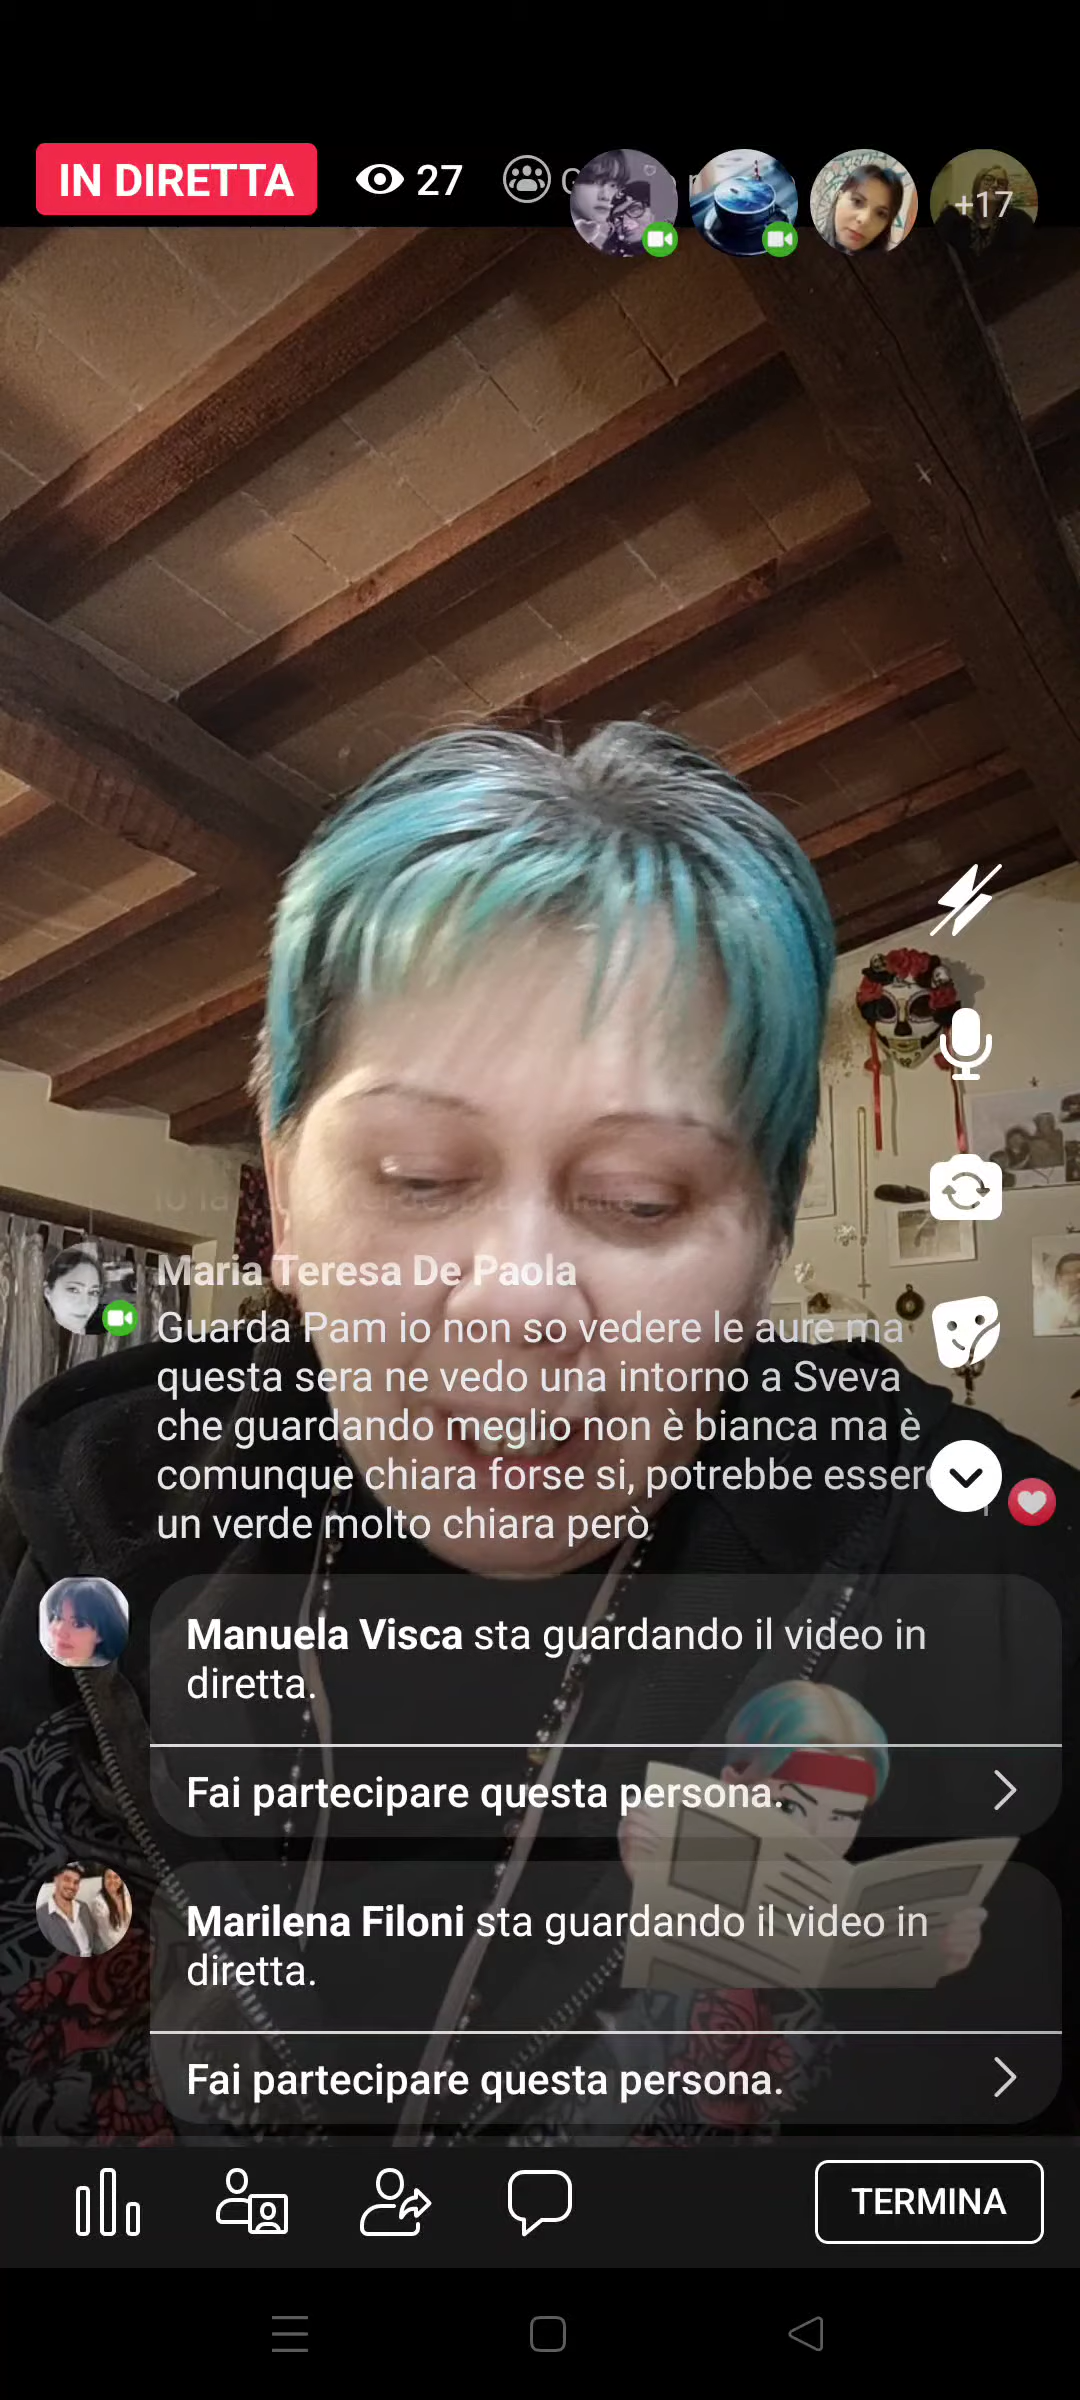 IN DIRETTA
27
+17
Maria Teresa De Paola
Guarda Pam io non so vedere le aure ma
questa sera ne vedo una intorno a Sveva
che guardando meglio non è bianca ma è
comunque chiara forse si, potrebbe essere
un verde molto chiara però
Manuela Visca sta guardando il video in
diretta.
Fai partecipare questa persona.
Marilena Filoni sta guardando il video in
diretta.
Fai partecipare questa persona.
TERMINA